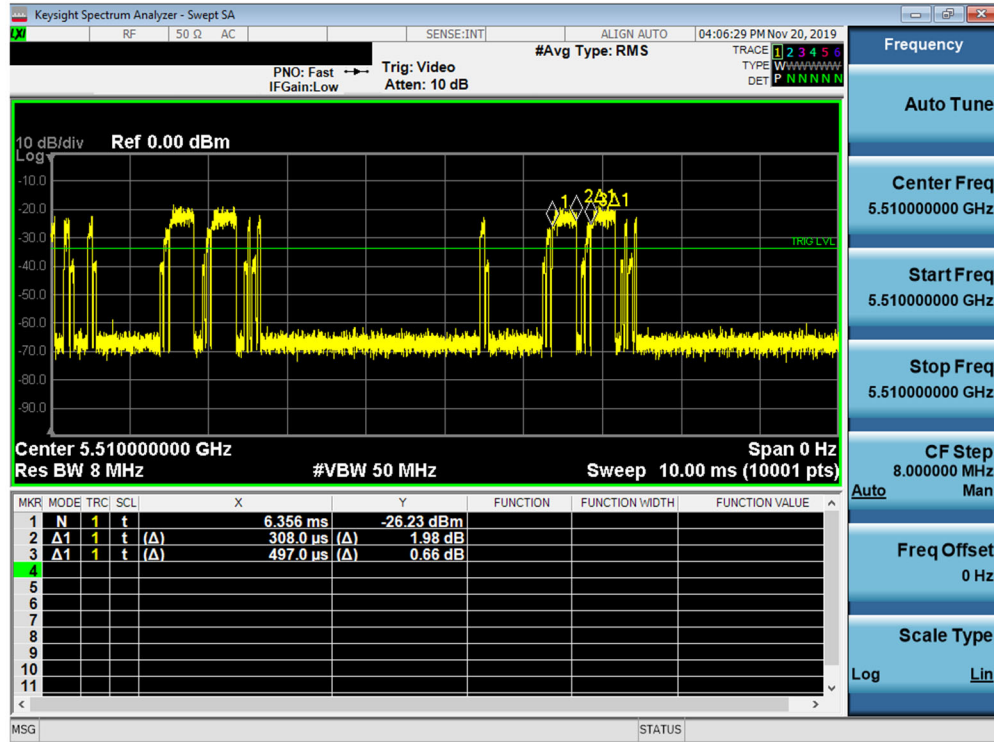 Keysight Spectrum Analyzer - Swept SA
LXI RF 50 Ω AC SENSE:INT ALIGN AUTO 04:06:29 PM Nov 20, 2019
#Avg Type: RMS
TRACE 1 2 3 4 5 6
PNO: Fast Trig: Video TYPE W W W W W W
IFGain:Low Atten: 10 dB DET P N N N N N
10 dB/div Ref 0.00 dBm
Log
-10.0
-20.0
-30.0
-40.0
-50.0
-60.0
-70.0
-80.0
-90.0
1 2Δ1 3Δ1
TRIG LVL
Center 5.510000000 GHz Span 0 Hz
Res BW 8 MHz #VBW 50 MHz Sweep 10.00 ms (10001 pts)
MKR MODE TRC SCL X Y FUNCTION FUNCTION WIDTH FUNCTION VALUE
1 N 1 t 6.356 ms -26.23 dBm
2 Δ1 1 t (Δ) 308.0 µs (Δ) 1.98 dB
3 Δ1 1 t (Δ) 497.0 µs (Δ) 0.66 dB
4
5
6
7
8
9
10
11
MSG STATUS
Frequency
Auto Tune
Center Freq
5.510000000 GHz
Start Freq
5.510000000 GHz
Stop Freq
5.510000000 GHz
CF Step
8.000000 MHz
Auto Man
Freq Offset
0 Hz
Scale Type
Log Lin